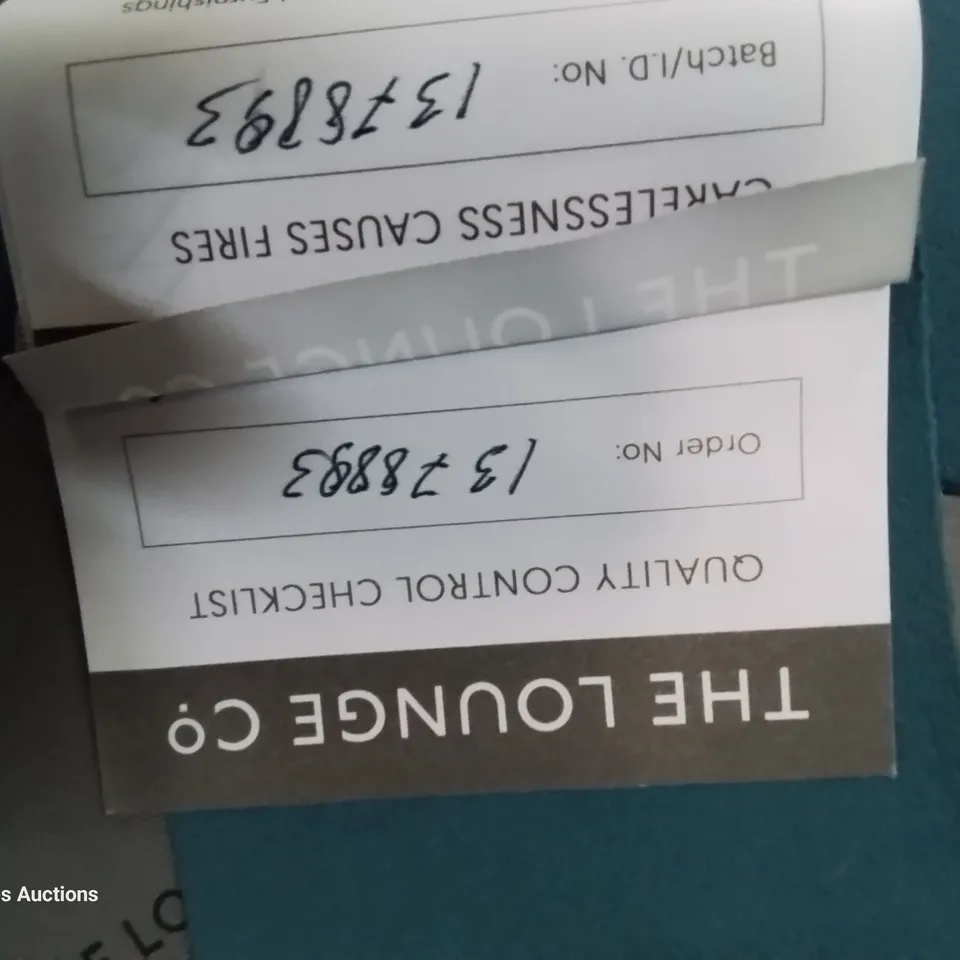 THE LOUNGE Co
QUALITY CONTROL CHECKLIST
Order No: 1378893
THE LOUNGE Co
CARELESSNESS CAUSES FIRES
Batch/I.D. No: 1378893
s Auctions
LO